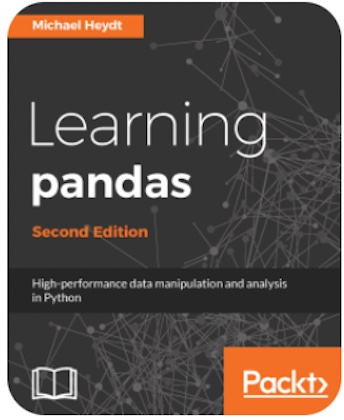 Michael Heydt
Learning
pandas
Second Edition
High-performance data manipulation and analysis
in Python
Packt>